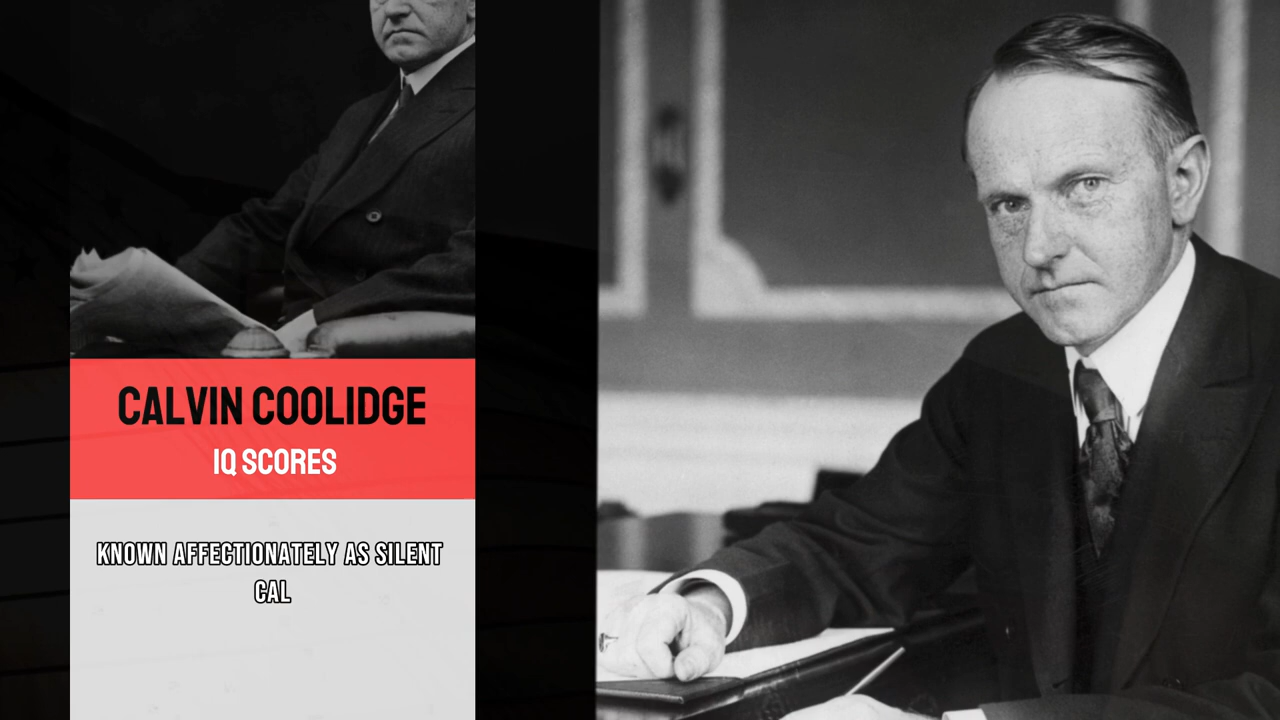 CALVIN COOLIDGE
IQ SCORES
KNOWN AFFECTIONATELY AS SILENT
CAL